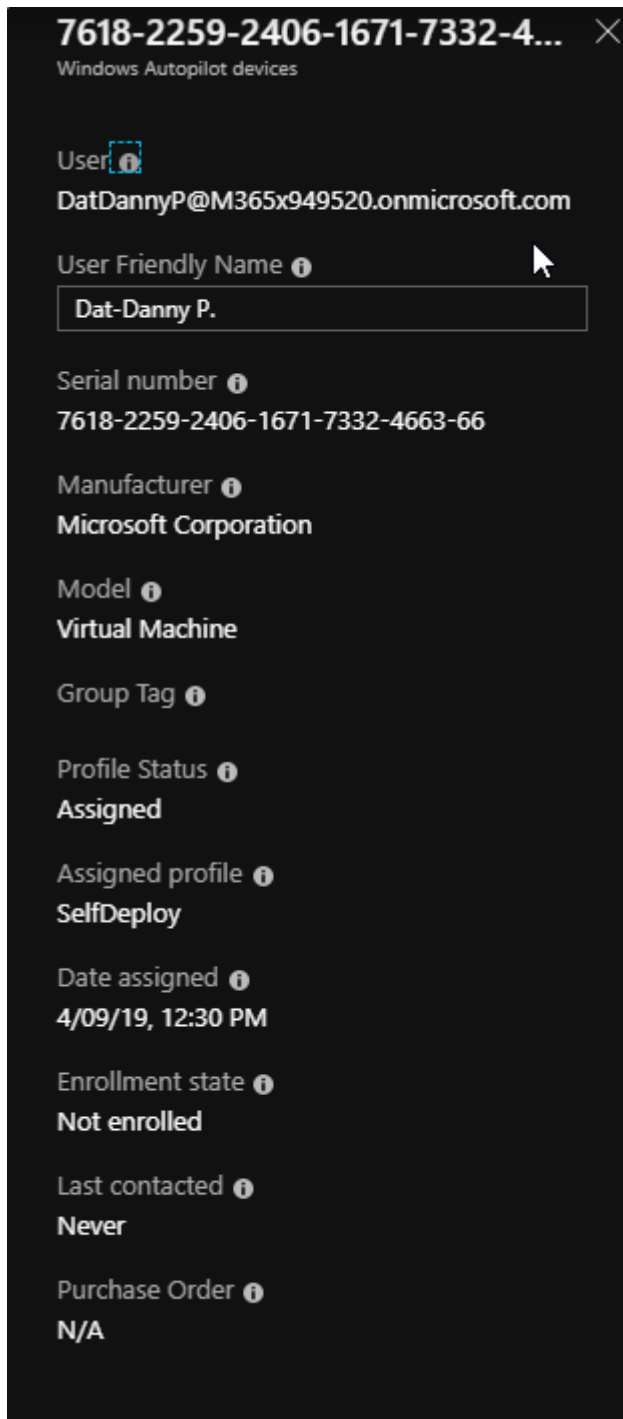 7618-2259-2406-1671-7332-4...
Windows Autopilot devices
User
DatDannyP@M365x949520.onmicrosoft.com
User Friendly Name
Dat-Danny P.
Serial number
7618-2259-2406-1671-7332-4663-66
Manufacturer
Microsoft Corporation
Model
Virtual Machine
Group Tag
Profile Status
Assigned
Assigned profile
SelfDeploy
Date assigned
4/09/19, 12:30 PM
Enrollment state
Not enrolled
Last contacted
Never
Purchase Order
N/A